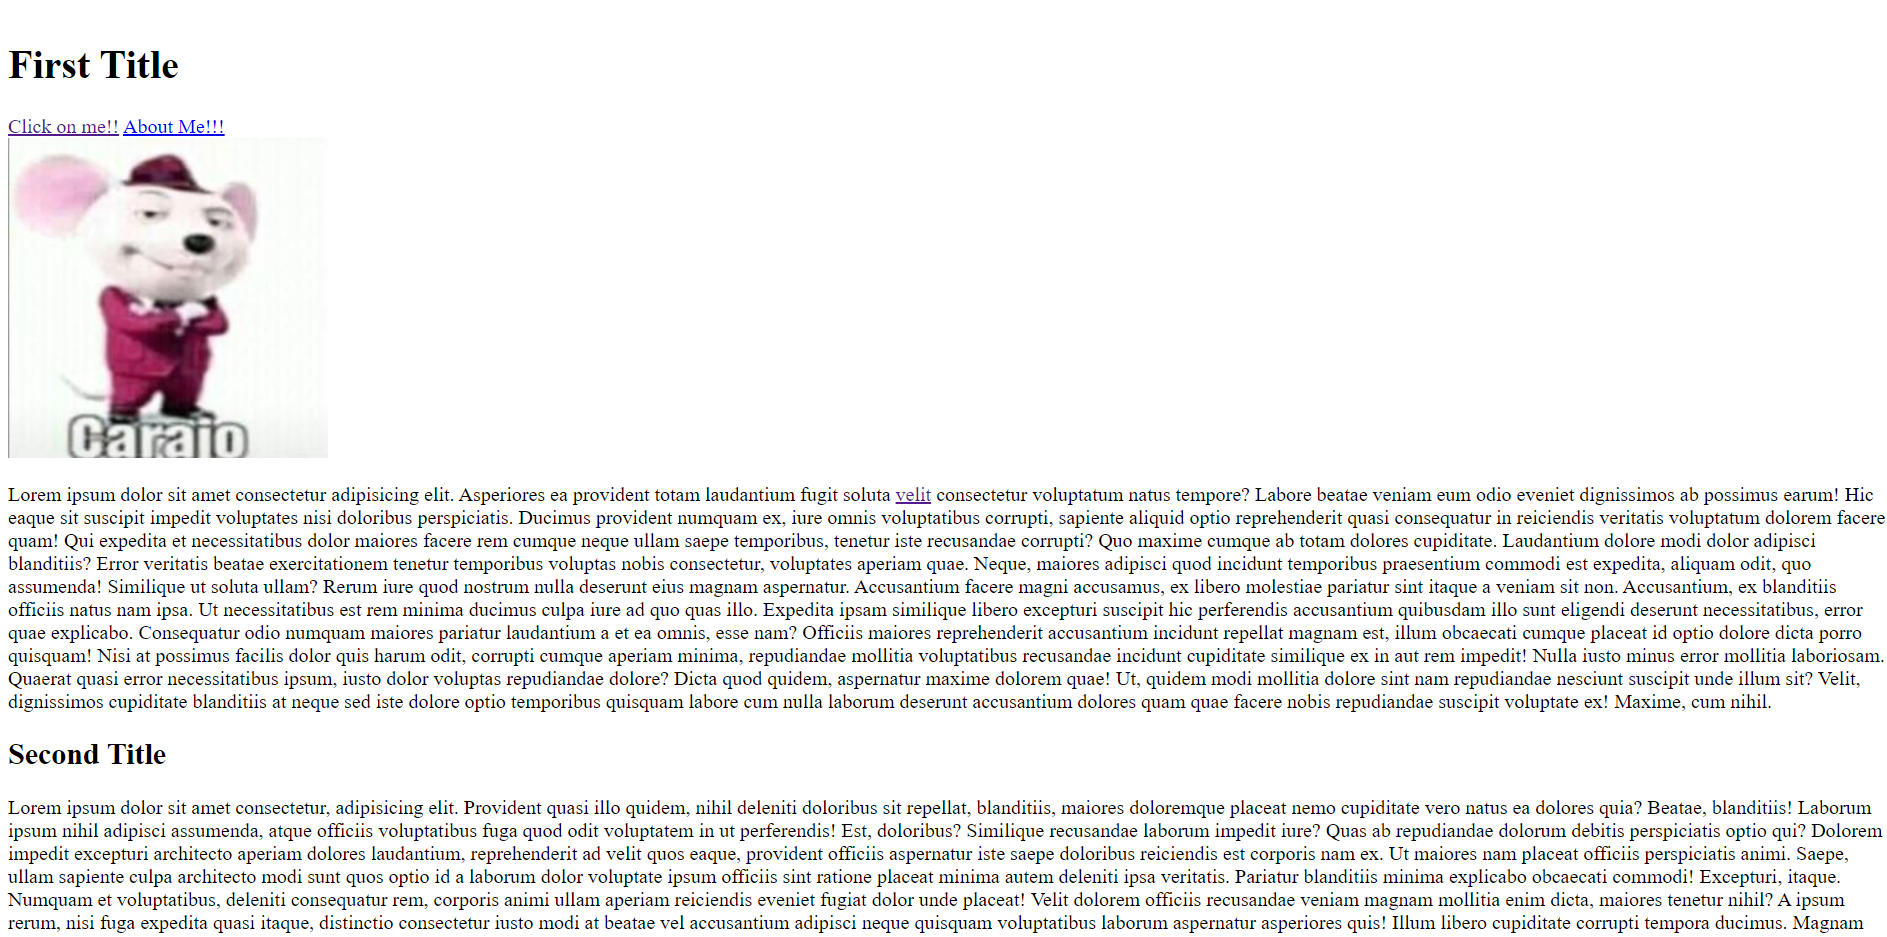 First Title
Click on me!! About Me!!!
Carajo
Lorem ipsum dolor sit amet consectetur adipisicing elit. Asperiores ea provident totam laudantium fugit soluta velit consectetur voluptatum natus tempore? Labore beatae veniam eum odio eveniet dignissimos ab possimus earum! Hic
eaque sit suscipit impedit voluptates nisi doloribus perspiciatis. Ducimus provident numquam ex, iure omnis voluptatibus corrupti, sapiente aliquid optio reprehenderit quasi consequatur in reiciendis veritatis voluptatum dolorem facere
quam! Qui expedita et necessitatibus dolor maiores facere rem cumque neque ullam saepe temporibus, tenetur iste recusandae corrupti? Quo maxime cumque ab totam dolores cupiditate. Laudantium dolore modi dolor adipisci
blanditiis? Error veritatis beatae exercitationem tenetur temporibus voluptas nobis consectetur, voluptates aperiam quae. Neque, maiores adipisci quod incidunt temporibus praesentium commodi est expedita, aliquam odit, quo
assumenda! Similique ut soluta ullam? Rerum iure quod nostrum nulla deserunt eius magnam aspernatur. Accusantium facere magni accusamus, ex libero molestiae pariatur sint itaque a veniam sit non. Accusantium, ex blanditiis
officiis natus nam ipsa. Ut necessitatibus est rem minima ducimus culpa iure ad quo quas illo. Expedita ipsam similique libero excepturi suscipit hic perferendis accusantium quibusdam illo sunt eligendi deserunt necessitatibus, error
quae explicabo. Consequatur odio numquam maiores pariatur laudantium a et ea omnis, esse nam? Officiis maiores reprehenderit accusantium incidunt repellat magnam est, illum obcaecati cumque placeat id optio dolore dicta porro
quisquam! Nisi at possimus facilis dolor quis harum odit, corrupti cumque aperiam minima, repudiandae mollitia voluptatibus recusandae incidunt cupiditate similique ex in aut rem impedit! Nulla iusto minus error mollitia laboriosam.
Quaerat quasi error necessitatibus ipsum, iusto dolor voluptas repudiandae dolore? Dicta quod quidem, aspernatur maxime dolorem quae! Ut, quidem modi mollitia dolore sint nam repudiandae nesciunt suscipit unde illum sit? Velit,
dignissimos cupiditate blanditiis at neque sed iste dolore optio temporibus quisquam labore cum nulla laborum deserunt accusantium dolores quam quae facere nobis repudiandae suscipit voluptate ex! Maxime, cum nihil.
Second Title
Lorem ipsum dolor sit amet consectetur, adipisicing elit. Provident quasi illo quidem, nihil deleniti doloribus sit repellat, blanditiis, maiores doloremque placeat nemo cupiditate vero natus ea dolores quia? Beatae, blanditiis! Laborum
ipsum nihil adipisci assumenda, atque officiis voluptatibus fuga quod odit voluptatem in ut perferendis! Est, doloribus? Similique recusandae laborum impedit iure? Quas ab repudiandae dolorum debitis perspiciatis optio qui? Dolorem
impedit excepturi architecto aperiam dolores laudantium, reprehenderit ad velit quos eaque, provident officiis aspernatur iste saepe doloribus reiciendis est corporis nam ex. Ut maiores nam placeat officiis perspiciatis animi. Saepe,
ullam sapiente culpa architecto modi sunt quos optio id a laborum dolor voluptate ipsum officiis sint ratione placeat minima autem deleniti ipsa veritatis. Pariatur blanditiis minima explicabo obcaecati commodi! Excepturi, itaque.
Numquam et voluptatibus, deleniti consequatur rem, corporis animi ullam aperiam reiciendis eveniet fugiat dolor unde placeat! Velit dolorem officiis recusandae veniam magnam mollitia enim dicta, maiores tenetur nihil? A ipsum
rerum, nisi fuga expedita quasi itaque, distinctio consectetur iusto modi at beatae vel accusantium adipisci neque quisquam voluptatibus laborum aspernatur asperiores quis! Illum libero cupiditate corrupti tempora ducimus. Magnam